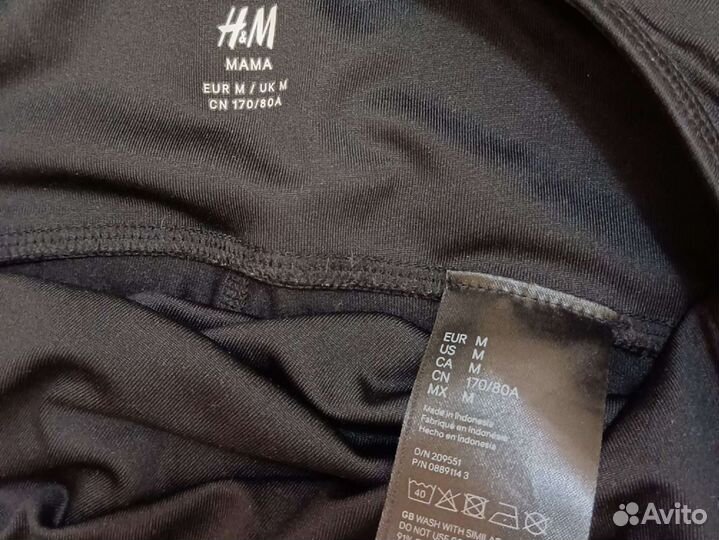 H&M
MAMA
EUR M / UK M
CN 170/80A
EUR M
US M
CA M
CN 170/80A
MX M
Made in Indonesia
Fabriqué en Indonésie
Hecho en Indonesia
O/N 209551
P/N 0889114 3
40
GB WASH WITH SIMILAR
DO NOT USE
91%
Avito